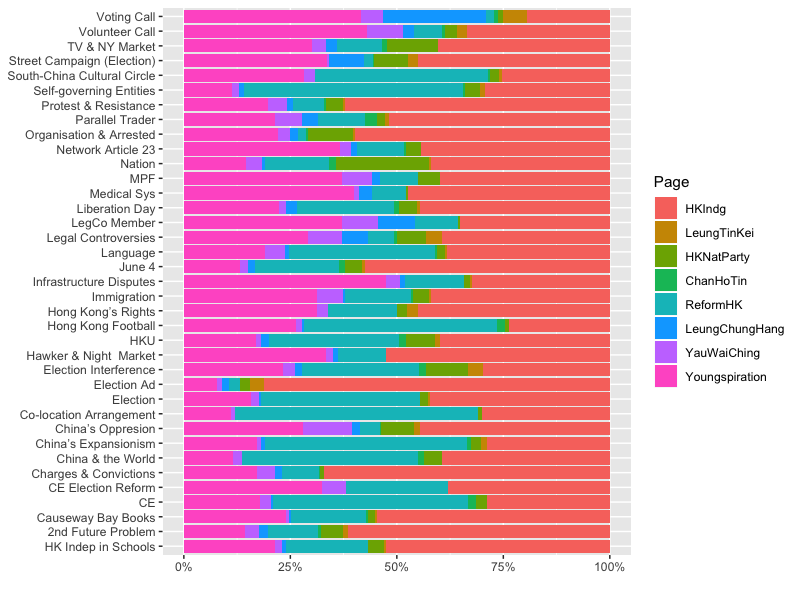 Voting Call
Volunteer Call
TV & NY Market
Street Campaign (Election)
South-China Cultural Circle
Self-governing Entities
Protest & Resistance
Parallel Trader
Organisation & Arrested
Network Article 23
Nation
MPF
Medical Sys
Liberation Day
LegCo Member
Legal Controversies
Language
June 4
Infrastructure Disputes
Immigration
Hong Kong's Rights
Hong Kong Football
HKU
Hawker & Night  Market
Election Interference
Election Ad
Election
Co-location Arrangement
China's Oppresion
China's Expansionism
China & the World
Charges & Convictions
CE Election Reform
CE
Causeway Bay Books
2nd Future Problem
HK Indep in Schools
0%
25%
50%
75%
100%
Page
HKIndg
LeungTinKei
HKNatParty
ChanHoTin
ReformHK
LeungChungHang
YauWaiChing
Youngspiration